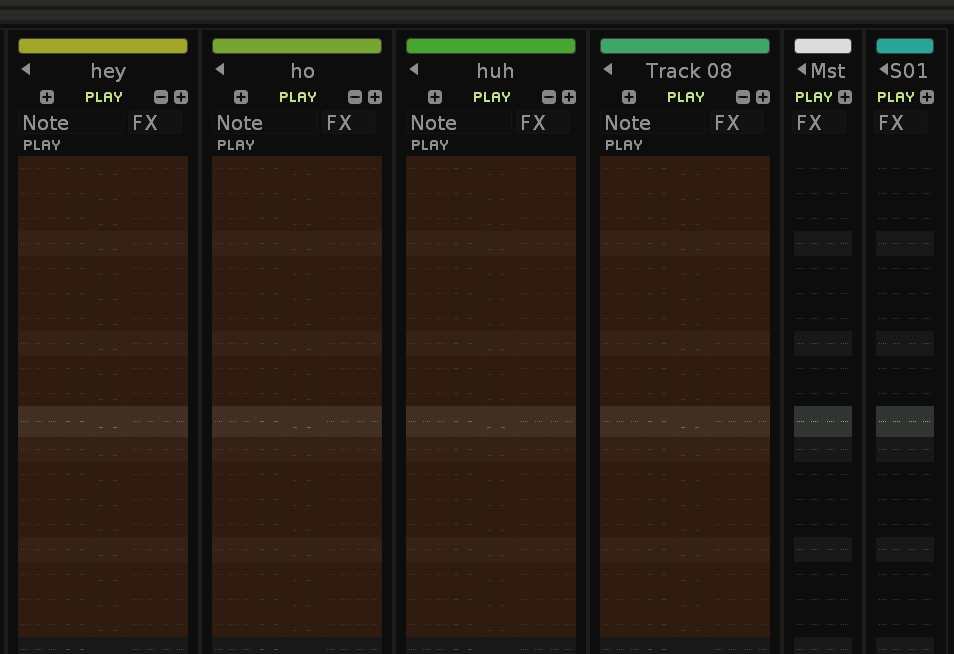 hey ho huh Track 08 Mst S01
PLAY PLAY PLAY PLAY PLAY PLAY
Note FX Note FX Note FX Note FX FX FX
PLAY PLAY PLAY PLAY